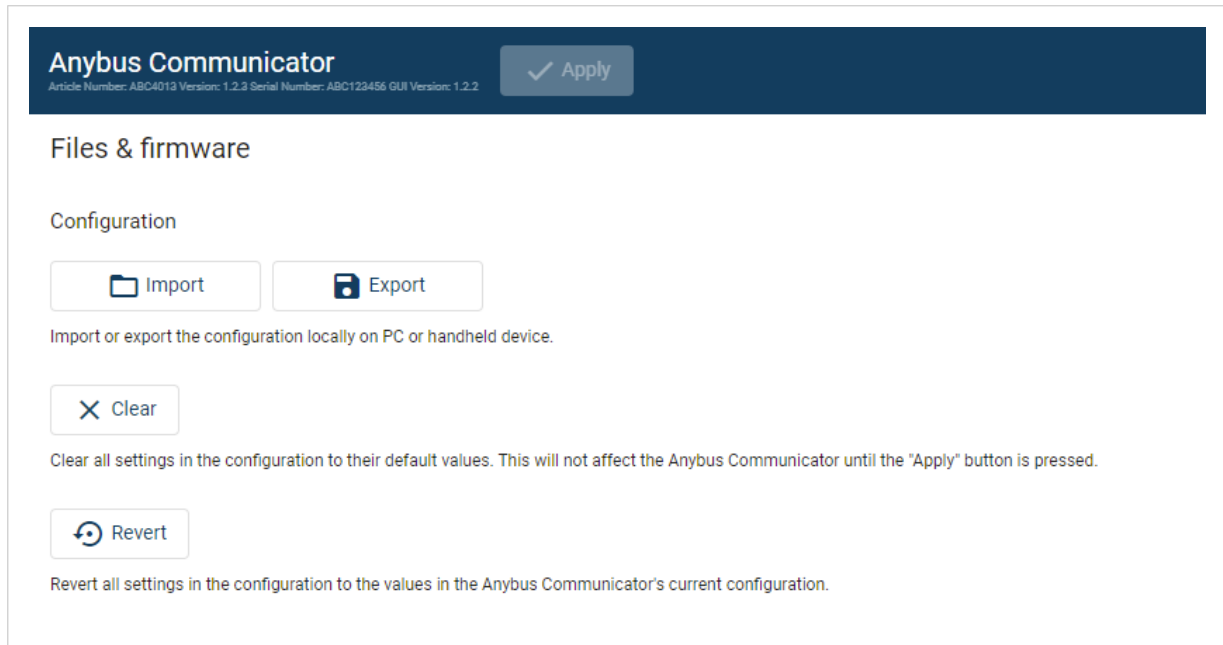 Anybus Communicator
Article Number: ABC4013 Version: 1.2.3 Serial Number: ABC123456 GUI Version: 1.2.2
Apply
Files & firmware
Configuration
Import
Export
Import or export the configuration locally on PC or handheld device.
Clear
Clear all settings in the configuration to their default values. This will not affect the Anybus Communicator until the "Apply" button is pressed.
Revert
Revert all settings in the configuration to the values in the Anybus Communicator's current configuration.